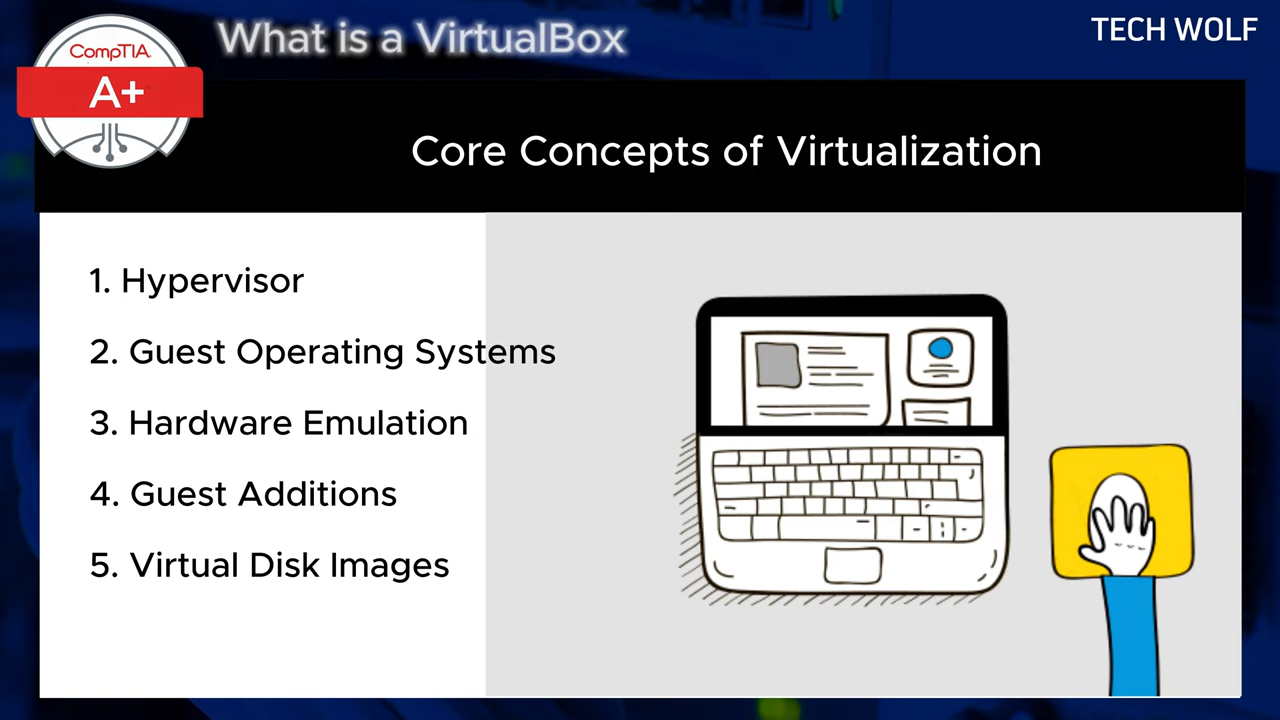 CompTIA.
A+
What is a VirtualBox
TECH WOLF
Core Concepts of Virtualization
1. Hypervisor
2. Guest Operating Systems
3. Hardware Emulation
4. Guest Additions
5. Virtual Disk Images